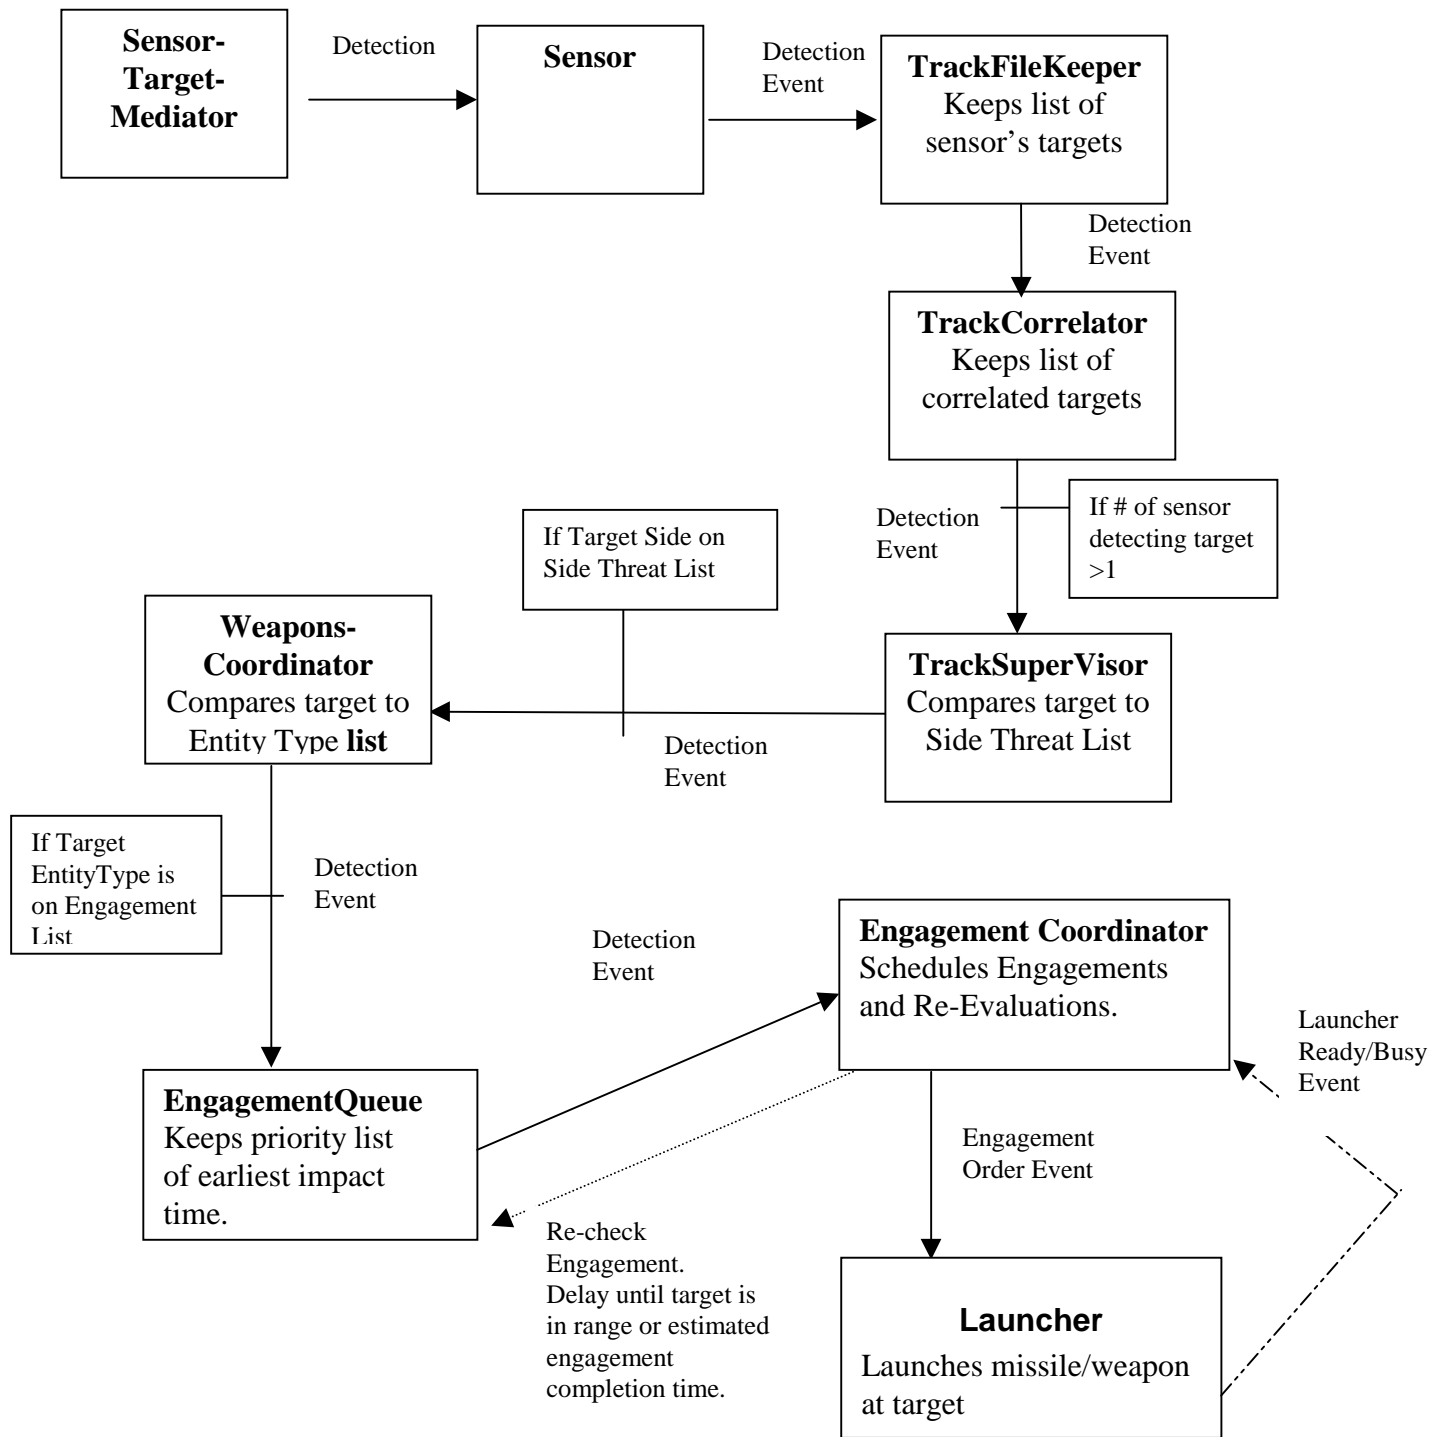 Sensor-
Target-
Mediator
Detection
Sensor
Detection
Event
TrackFileKeeper
Keeps list of
sensor’s targets
Detection
Event
TrackCorrelator
Keeps list of
correlated targets
Detection
Event
If # of sensor
detecting target
>1
If Target Side on
Side Threat List
Weapons-
Coordinator
Compares target to
Entity Type list
TrackSuperVisor
Compares target to
Side Threat List
Detection
Event
If Target
EntityType is
on Engagement
List
Detection
Event
Detection
Event
Engagement Coordinator
Schedules Engagements
and Re-Evaluations.
Launcher
Ready/Busy
Event
EngagementQueue
Keeps priority list
of earliest impact
time.
Engagement
Order Event
Re-check
Engagement.
Delay until target is
in range or estimated
engagement
completion time.
Launcher
Launches missile/weapon
at target